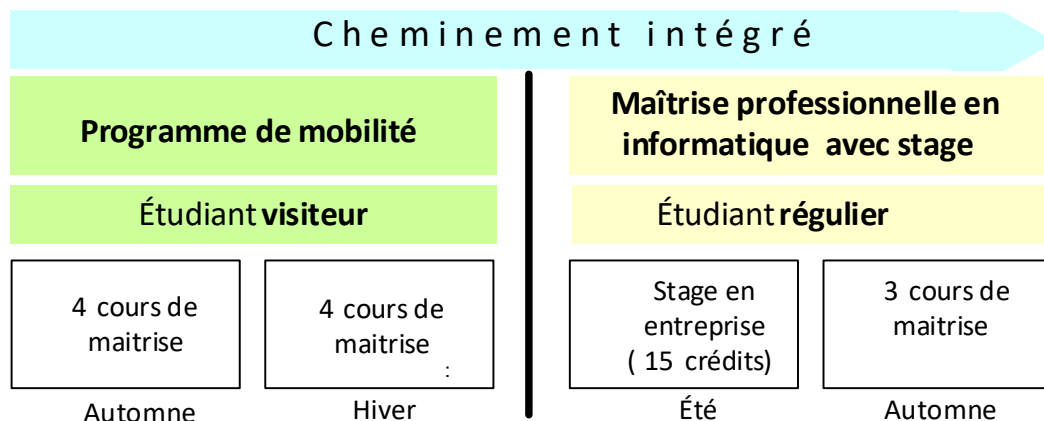 Cheminement intégré
Programme de mobilité
Maîtrise professionnelle en
informatique avec stage
Étudiant visiteur
Étudiant régulier
4 cours de
maitrise
4 cours de
maitrise
:
Stage en
entreprise
( 15 crédits)
3 cours de
maitrise
Automne
Hiver
Été
Automne